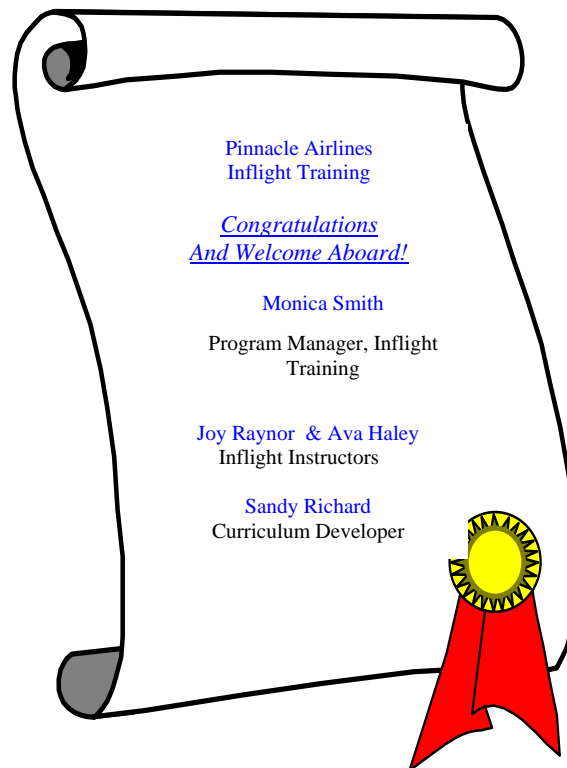 Pinnacle Airlines
Inflight Training
Congratulations
And Welcome Aboard!
Monica Smith
Program Manager, Inflight
Training
Joy Raynor & Ava Haley
Inflight Instructors
Sandy Richard
Curriculum Developer